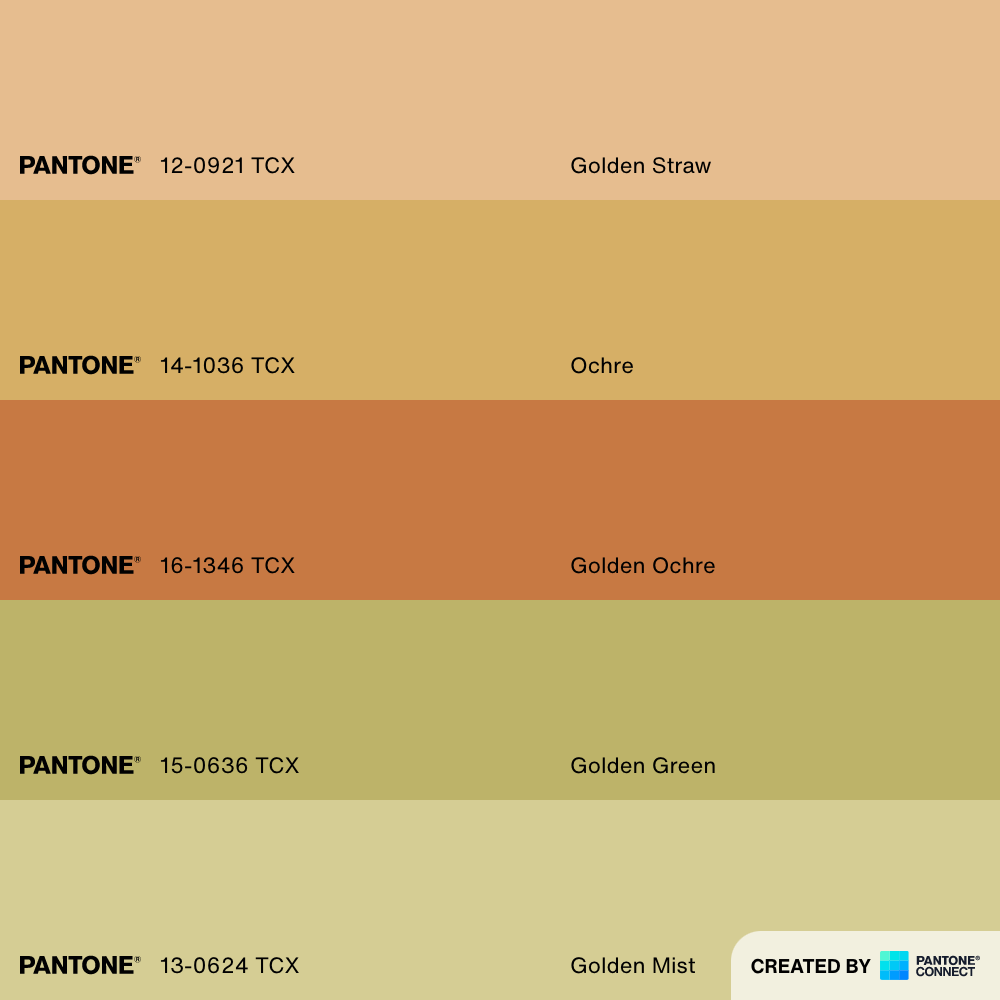 PANTONE® 12-0921 TCX Golden Straw
PANTONE® 14-1036 TCX Ochre
PANTONE® 16-1346 TCX Golden Ochre
PANTONE® 15-0636 TCX Golden Green
PANTONE® 13-0624 TCX Golden Mist
CREATED BY PANTONE®
CONNECT